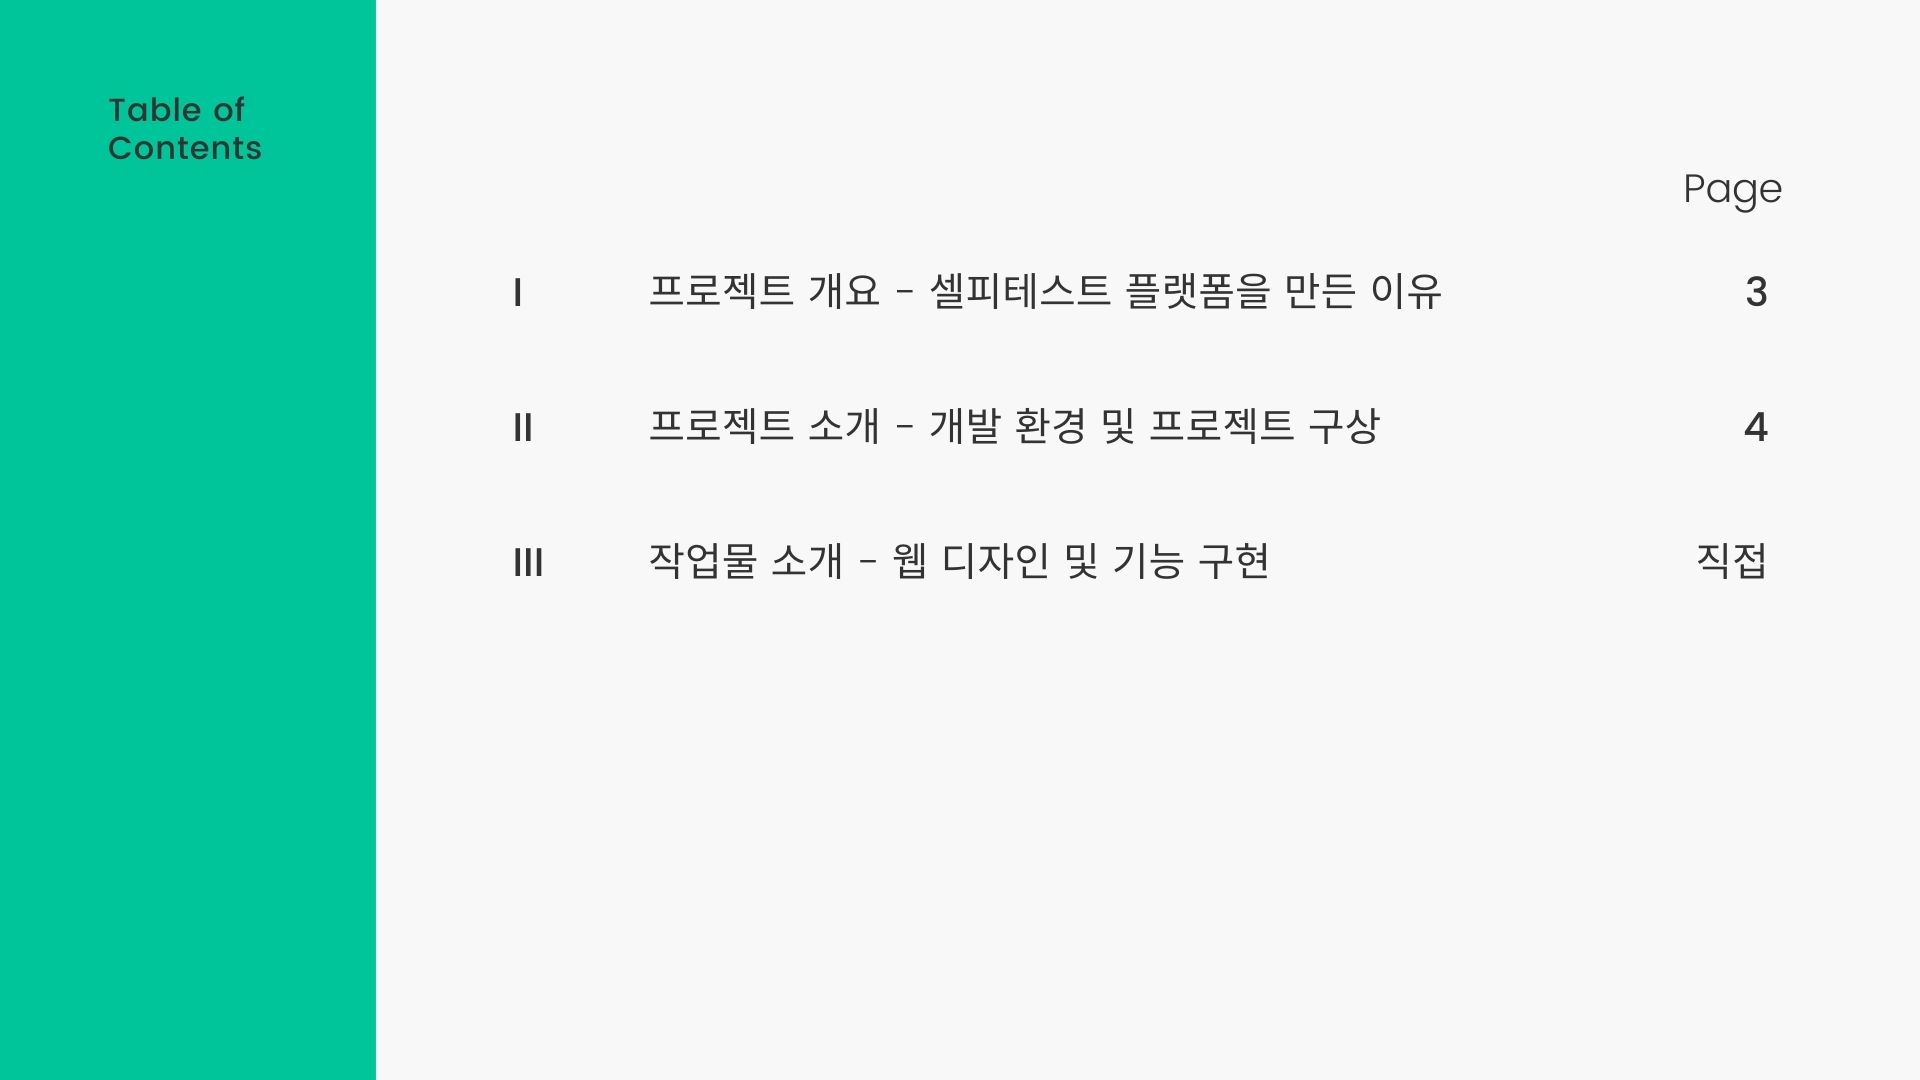 Table of
Contents
Page
I 프로젝트 개요 - 셀피테스트 플랫폼을 만든 이유 3
II 프로젝트 소개 - 개발 환경 및 프로젝트 구상 4
III 작업물 소개 - 웹 디자인 및 기능 구현 직접